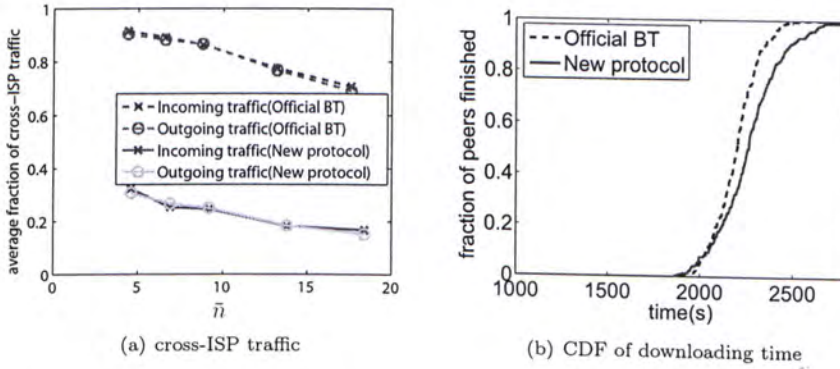 average fraction of cross-ISP traffic
1
0.8
0.6
0.4
0.2
0
0 5 10 15 20
n̄
Incoming traffic(Official BT)
Outgoing traffic(Official BT)
Incoming traffic(New protocol)
Outgoing traffic(New protocol)
(a) cross-ISP traffic
fraction of peers finished
1
0.8
0.6
0.4
0.2
0
1000 1500 2000 2500
time(s)
Official BT
New protocol
(b) CDF of downloading time